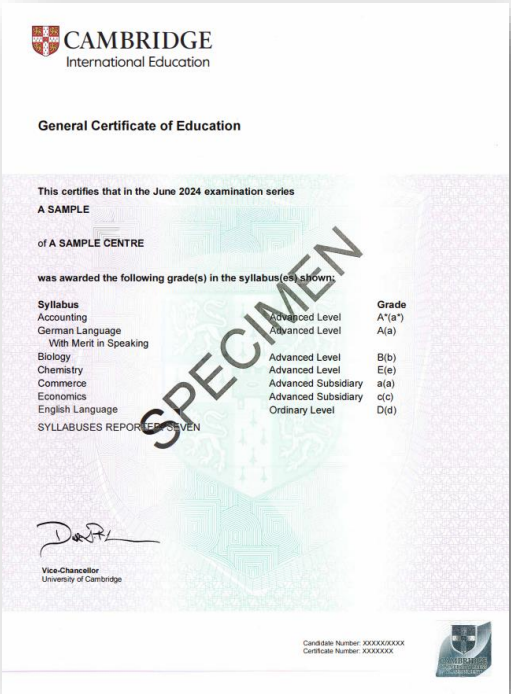 CAMBRIDGE
International Education
General Certificate of Education
This certifies that in the June 2024 examination series
A SAMPLE
of A SAMPLE CENTRE
was awarded the following grade(s) in the syllabus(es) shown:
Syllabus Grade
Accounting Advanced Level A*(a*)
German Language Advanced Level A(a)
With Merit in Speaking
Biology Advanced Level B(b)
Chemistry Advanced Level E(e)
Commerce Advanced Subsidiary a(a)
Economics Advanced Subsidiary c(c)
English Language Ordinary Level D(d)
SYLLABUSES REPORTED: SEVEN
SPECIMEN
Vice-Chancellor
University of Cambridge
Candidate Number: XXXXX/XXXX
Certificate Number: XXXXXXX